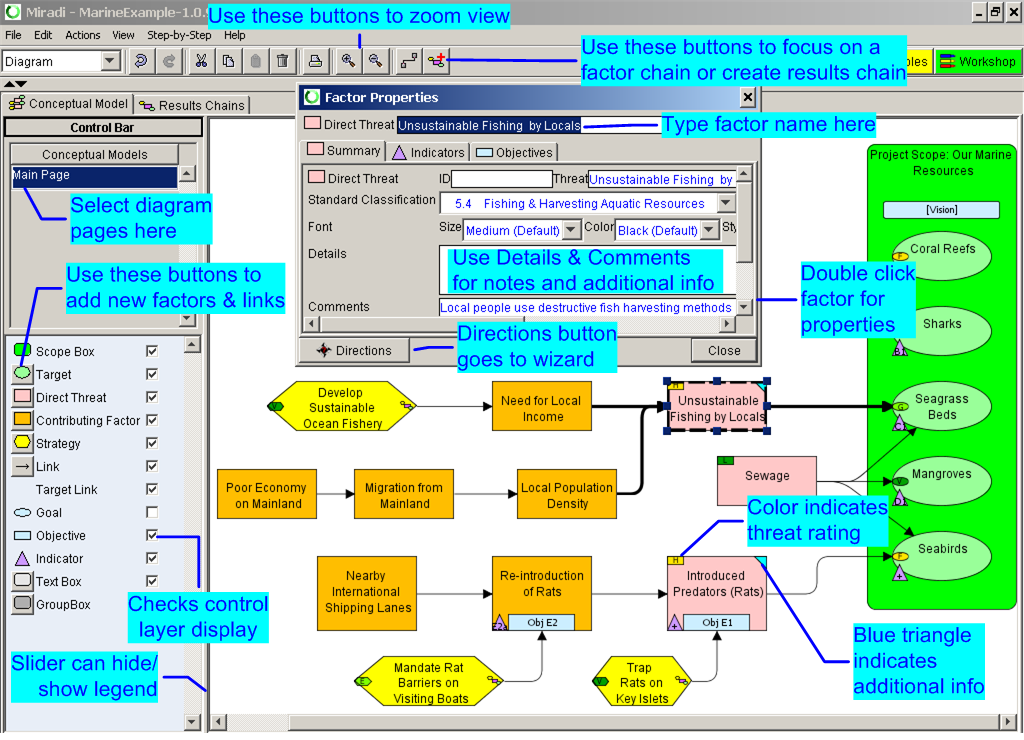 Miradi - MarineExample-1.0.9
Use these buttons to zoom view
File Edit Actions View Step-by-Step Help
Diagram
Use these buttons to focus on a
factor chain or create results chain
Workshop
Conceptual Model
Results Chains
Control Bar
Conceptual Models
Main Page
Select diagram
pages here
Use these buttons to
add new factors & links
Factor Properties
Direct Threat Unsustainable Fishing by Locals
Type factor name here
Summary Indicators Objectives
Direct Threat ID Threat Unsustainable Fishing by
Standard Classification 5.4 Fishing & Harvesting Aquatic Resources
Font Size Medium (Default) Color Black (Default) Sty
Details
Use Details & Comments
for notes and additional info
Comments Local people use destructive fish harvesting methods
Directions
Close
Directions button
goes to wizard
Double click
factor for
properties
Project Scope: Our Marine
Resources
[Vision]
F
Coral Reefs
Sharks
Scope Box
Target
Direct Threat
Contributing Factor
Strategy
Link
Target Link
Goal
Objective
Indicator
Text Box
GroupBox
Checks control
layer display
Slider can hide/
show legend
V
Develop
Sustainable
Ocean Fishery
Need for Local
Income
H
Unsustainable
Fishing by Locals
G
Seagrass
Beds
Poor Economy
on Mainland
Migration from
Mainland
Local Population
Density
L
Sewage
V
Mangroves
Color indicates
threat rating
F
Seabirds
+
Nearby
International
Shipping Lanes
Re-introduction
of Rats
E2a
Obj E2
H
Introduced
Predators (Rats)
+
Obj E1
Blue triangle
indicates
additional info
E
Mandate Rat
Barriers on
Visiting Boats
V
Trap
Rats on
Key Islets